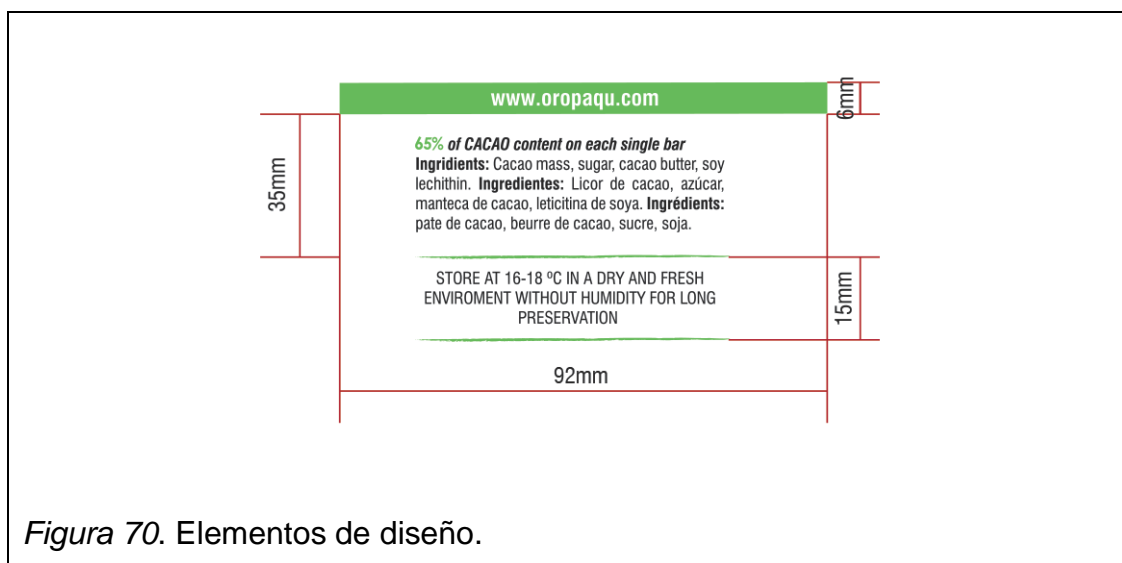 www.oropaqu.com
6mm
65% of CACAO content on each single bar
Ingridients: Cacao mass, sugar, cacao butter, soy
lechithin. Ingredientes: Licor de cacao, azúcar,
manteca de cacao, leticitina de soya. Ingrédients:
pate de cacao, beurre de cacao, sucre, soja.
35mm
STORE AT 16-18 ºC IN A DRY AND FRESH
ENVIROMENT WITHOUT HUMIDITY FOR LONG
PRESERVATION
15mm
92mm
Figura 70. Elementos de diseño.